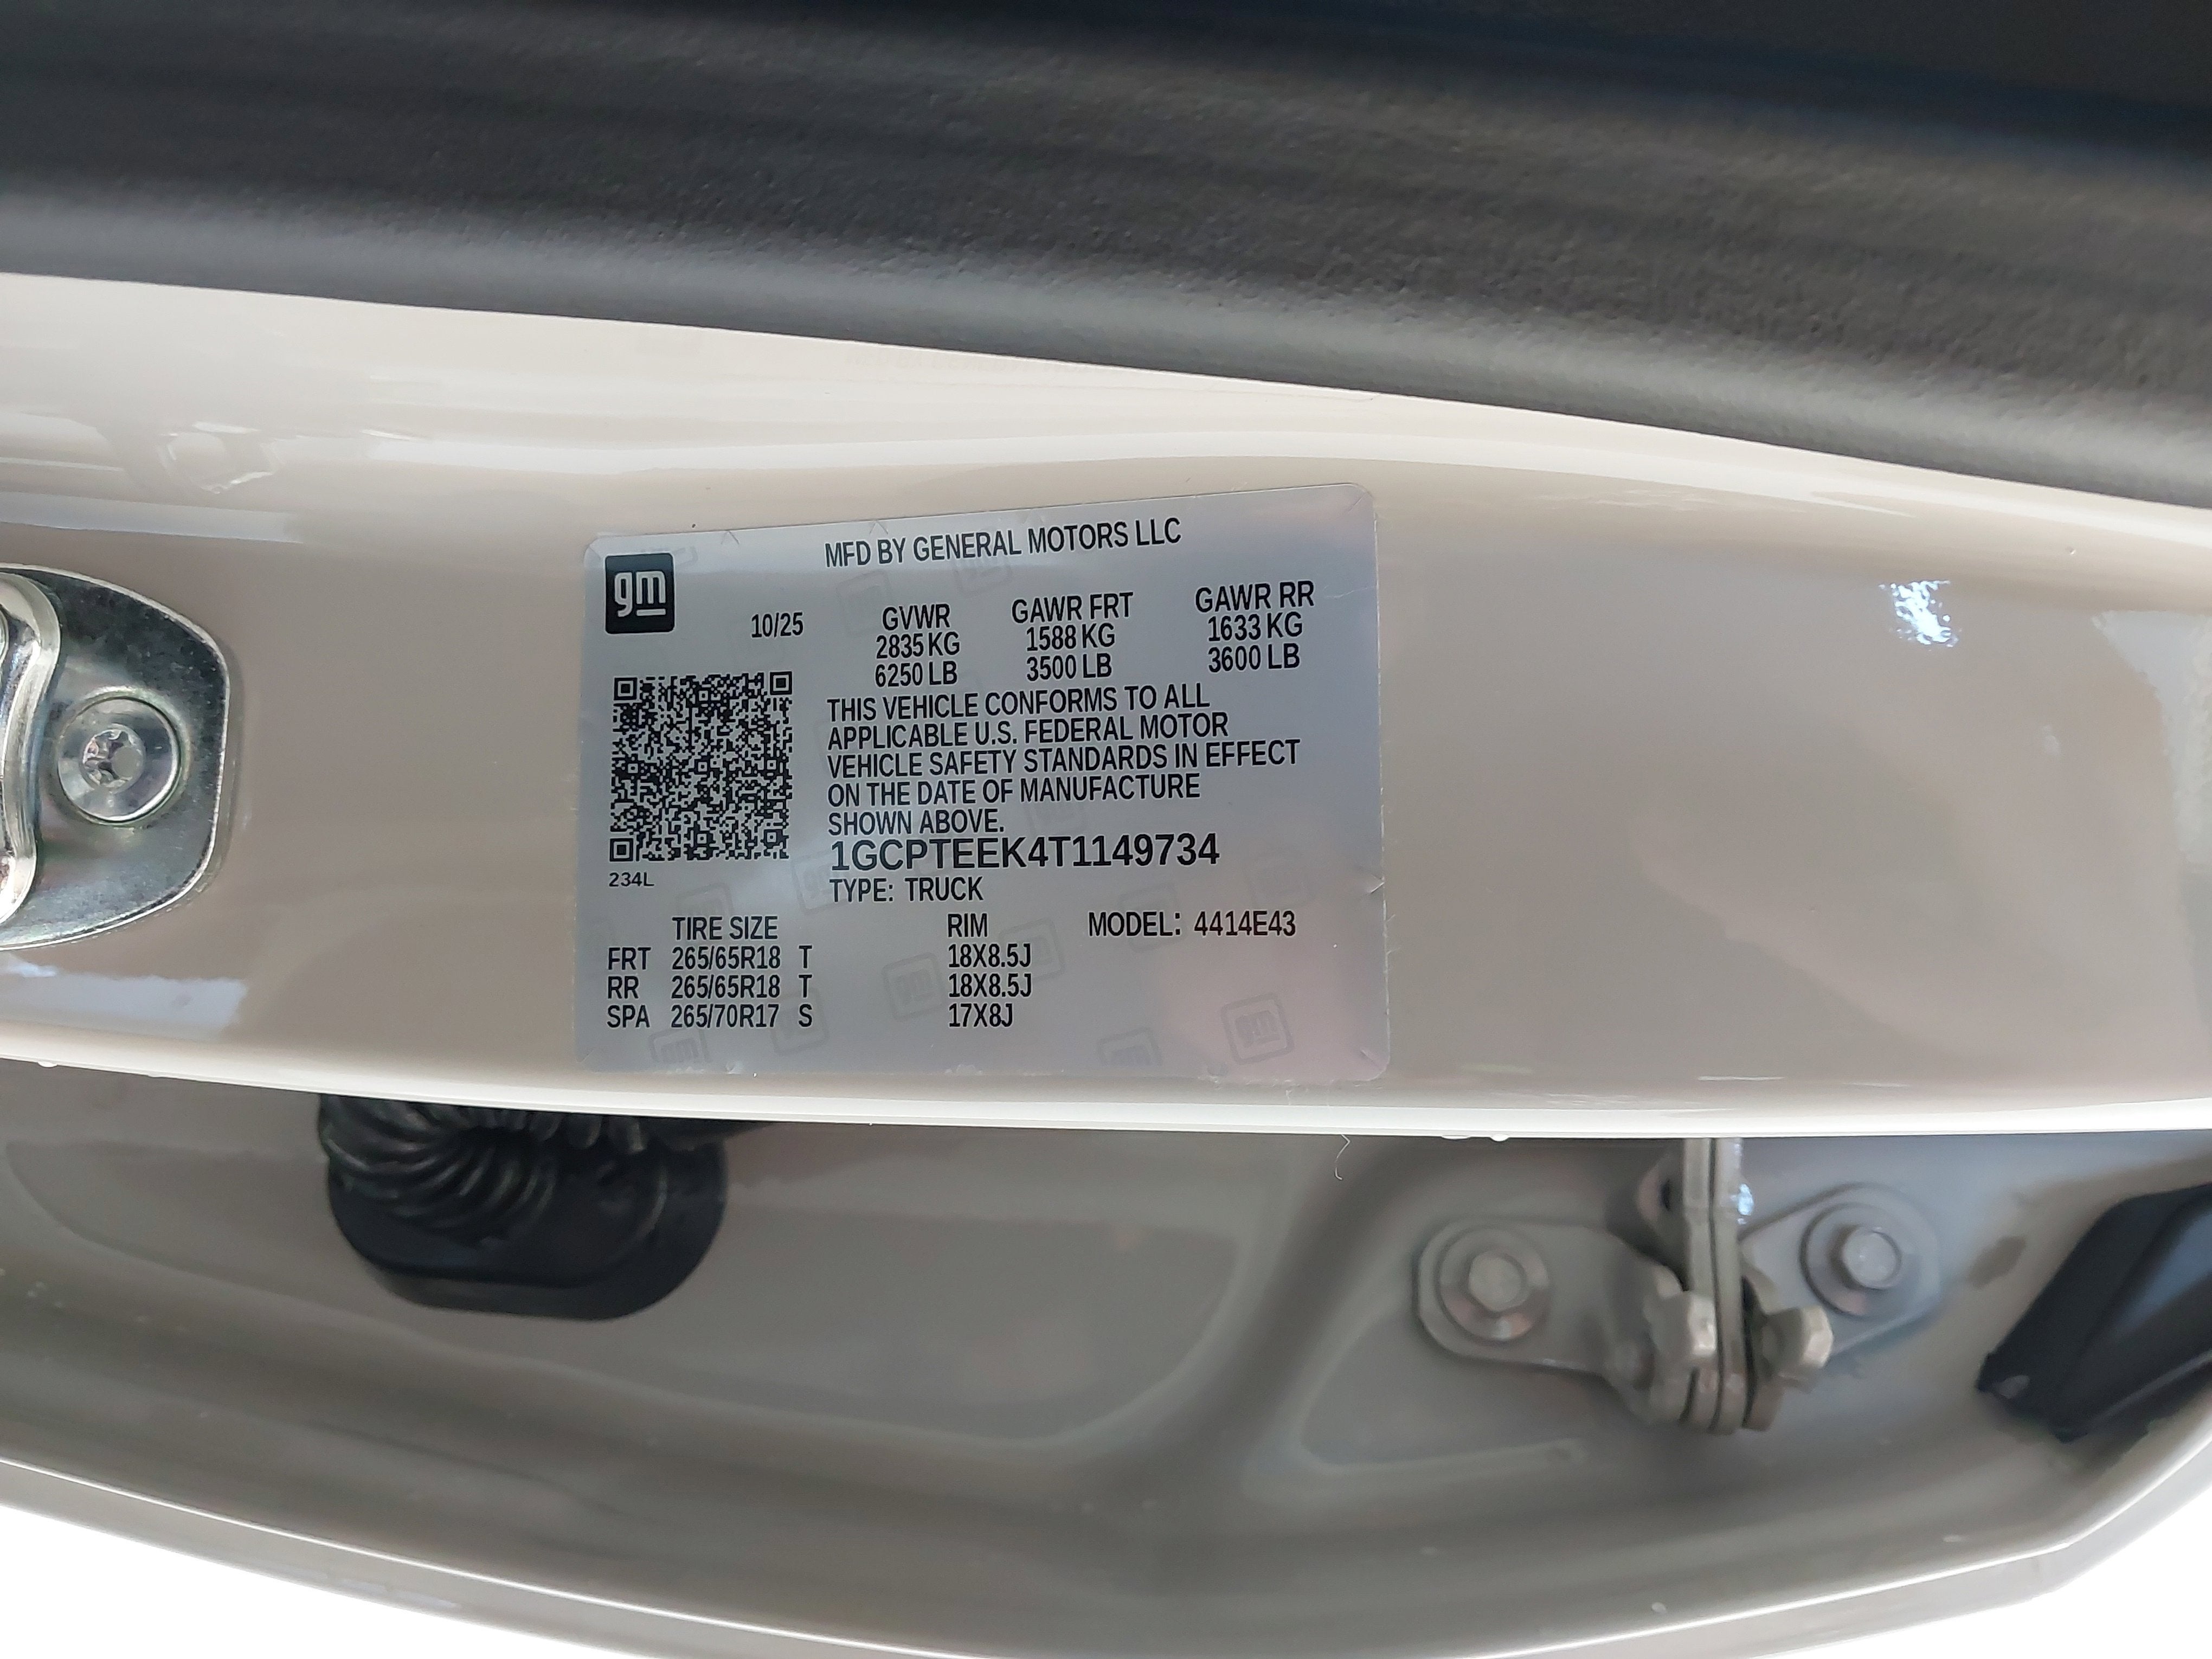 gm
MFD BY GENERAL MOTORS LLC
10/25
GVWR GAWR FRT GAWR RR
2835 KG 1588 KG 1633 KG
6250 LB 3500 LB 3600 LB
THIS VEHICLE CONFORMS TO ALL
APPLICABLE U.S. FEDERAL MOTOR
VEHICLE SAFETY STANDARDS IN EFFECT
ON THE DATE OF MANUFACTURE
SHOWN ABOVE.
1GCPTEEK4T1149734
234L
TYPE: TRUCK
TIRE SIZE RIM MODEL: 4414E43
FRT 265/65R18 T 18X8.5J
RR 265/65R18 T 18X8.5J
SPA 265/70R17 S 17X8J